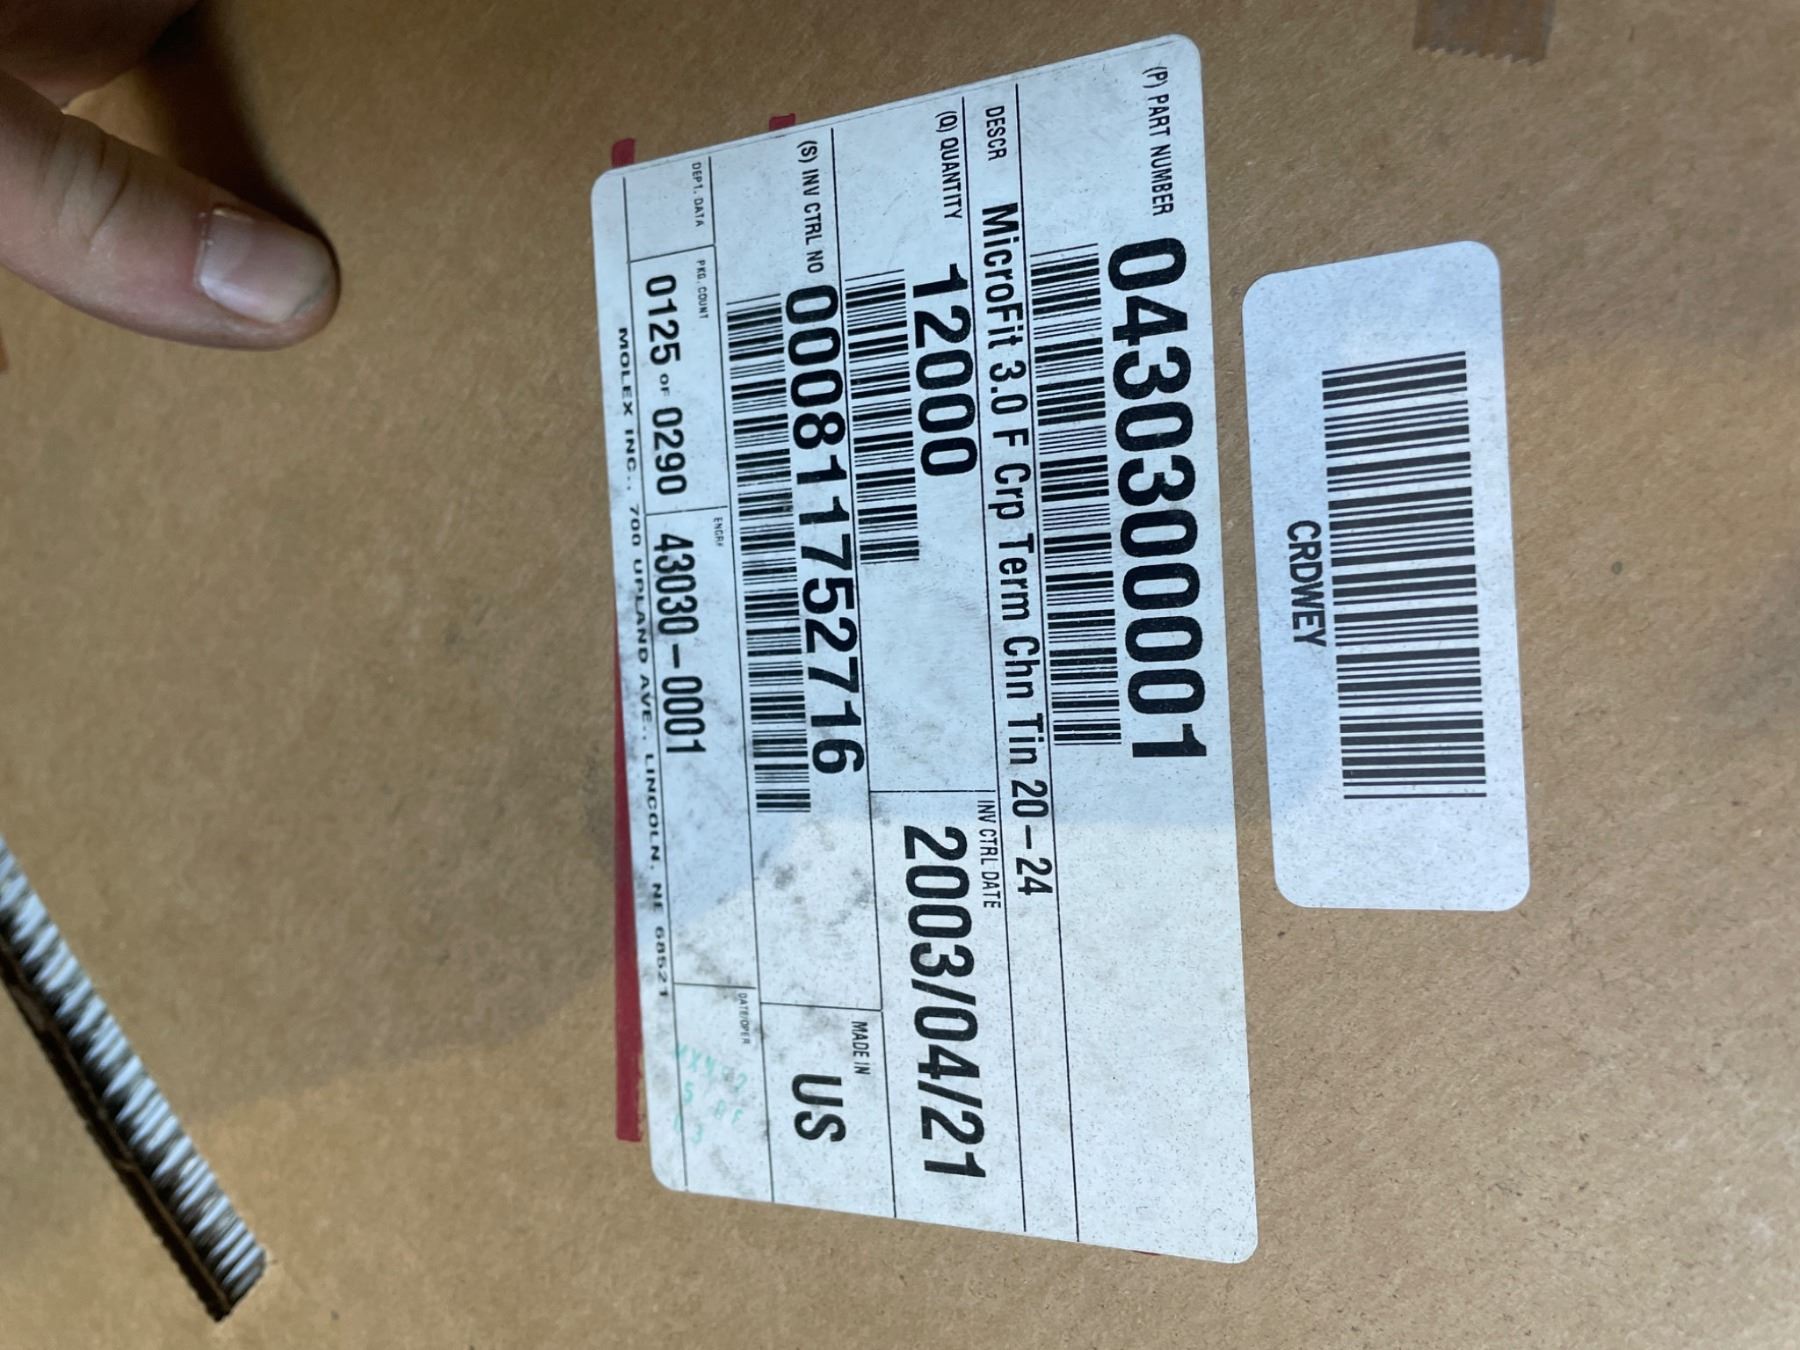 CRDWEY
(P) PART NUMBER 0430300001
DESCR MicroFit 3.0 F Crp Term Chn Tin 20-24
(Q) QUANTITY 12000
INV CTRL DATE 2003/04/21
(S) INV CTRL NO 000811752716
MADE IN US
DEPT. DATA
PKG. COUNT 0125 OF 0290
ENGR# 43030-0001
DATE/OPER
MOLEX INC., 700 UPLAND AVE., LINCOLN, NE 68521